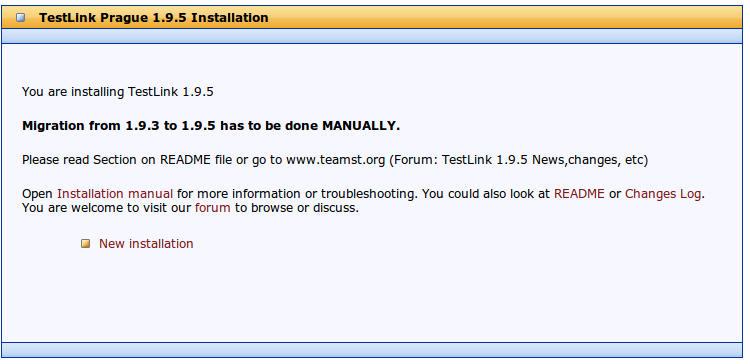 TestLink Prague 1.9.5 Installation
You are installing TestLink 1.9.5
Migration from 1.9.3 to 1.9.5 has to be done MANUALLY.
Please read Section on README file or go to www.teamst.org (Forum: TestLink 1.9.5 News,changes, etc)
Open Installation manual for more information or troubleshooting. You could also look at README or Changes Log.
You are welcome to visit our forum to browse or discuss.
New installation